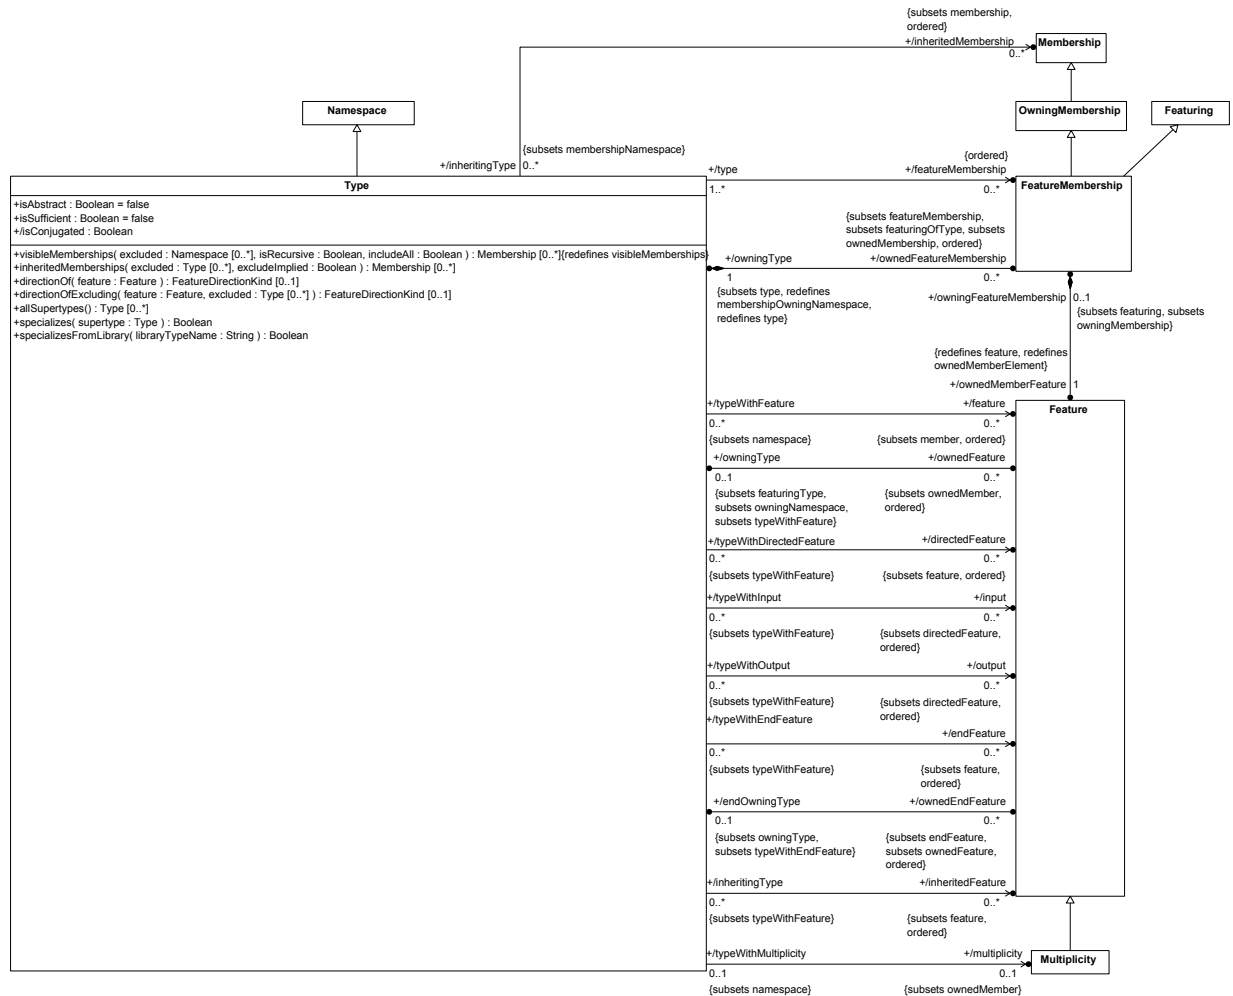 {subsets membership,
ordered}
+/inheritedMembership
0..*
Membership
Namespace
OwningMembership
Featuring
{subsets membershipNamespace}
+/inheritingType
0..*
Type
+isAbstract : Boolean = false
+isSufficient : Boolean = false
+/isConjugated : Boolean
+visibleMemberships( excluded : Namespace [0..*], isRecursive : Boolean, includeAll : Boolean ) : Membership [0..*]{redefines visibleMemberships}
+inheritedMemberships( excluded : Type [0..*], excludeImplied : Boolean ) : Membership [0..*]
+directionOf( feature : Feature ) : FeatureDirectionKind [0..1]
+directionOfExcluding( feature : Feature, excluded : Type [0..*] ) : FeatureDirectionKind [0..1]
+allSupertypes() : Type [0..*]
+specializes( supertype : Type ) : Boolean
+specializesFromLibrary( libraryTypeName : String ) : Boolean
{ordered}
+/type
+/featureMembership
1..*
0..*
FeatureMembership
{subsets featureMembership,
subsets featuringOfType, subsets
ownedMembership, ordered}
+/owningType
+/ownedFeatureMembership
1
0..*
{subsets type, redefines
membershipOwningNamespace,
redefines type}
+/owningFeatureMembership
0..1
{subsets featuring, subsets
owningMembership}
{redefines feature, redefines
ownedMemberElement}
+/ownedMemberFeature
1
Feature
+/typeWithFeature
+/feature
0..*
0..*
{subsets namespace}
{subsets member, ordered}
+/owningType
+/ownedFeature
0..1
0..*
{subsets featuringType,
subsets owningNamespace,
subsets typeWithFeature}
{subsets ownedMember,
ordered}
+/typeWithDirectedFeature
+/directedFeature
0..*
0..*
{subsets typeWithFeature}
{subsets feature, ordered}
+/typeWithInput
+/input
0..*
0..*
{subsets typeWithFeature}
{subsets directedFeature,
ordered}
+/typeWithOutput
+/output
0..*
0..*
{subsets typeWithFeature}
{subsets directedFeature,
ordered}
+/typeWithEndFeature
+/endFeature
0..*
0..*
{subsets typeWithFeature}
{subsets feature,
ordered}
+/endOwningType
+/ownedEndFeature
0..1
0..*
{subsets owningType,
subsets typeWithEndFeature}
{subsets endFeature,
subsets ownedFeature,
ordered}
+/inheritingType
+/inheritedFeature
0..*
0..*
{subsets typeWithFeature}
{subsets feature,
ordered}
+/typeWithMultiplicity
+/multiplicity
0..1
0..1
Multiplicity
{subsets namespace}
{subsets ownedMember}